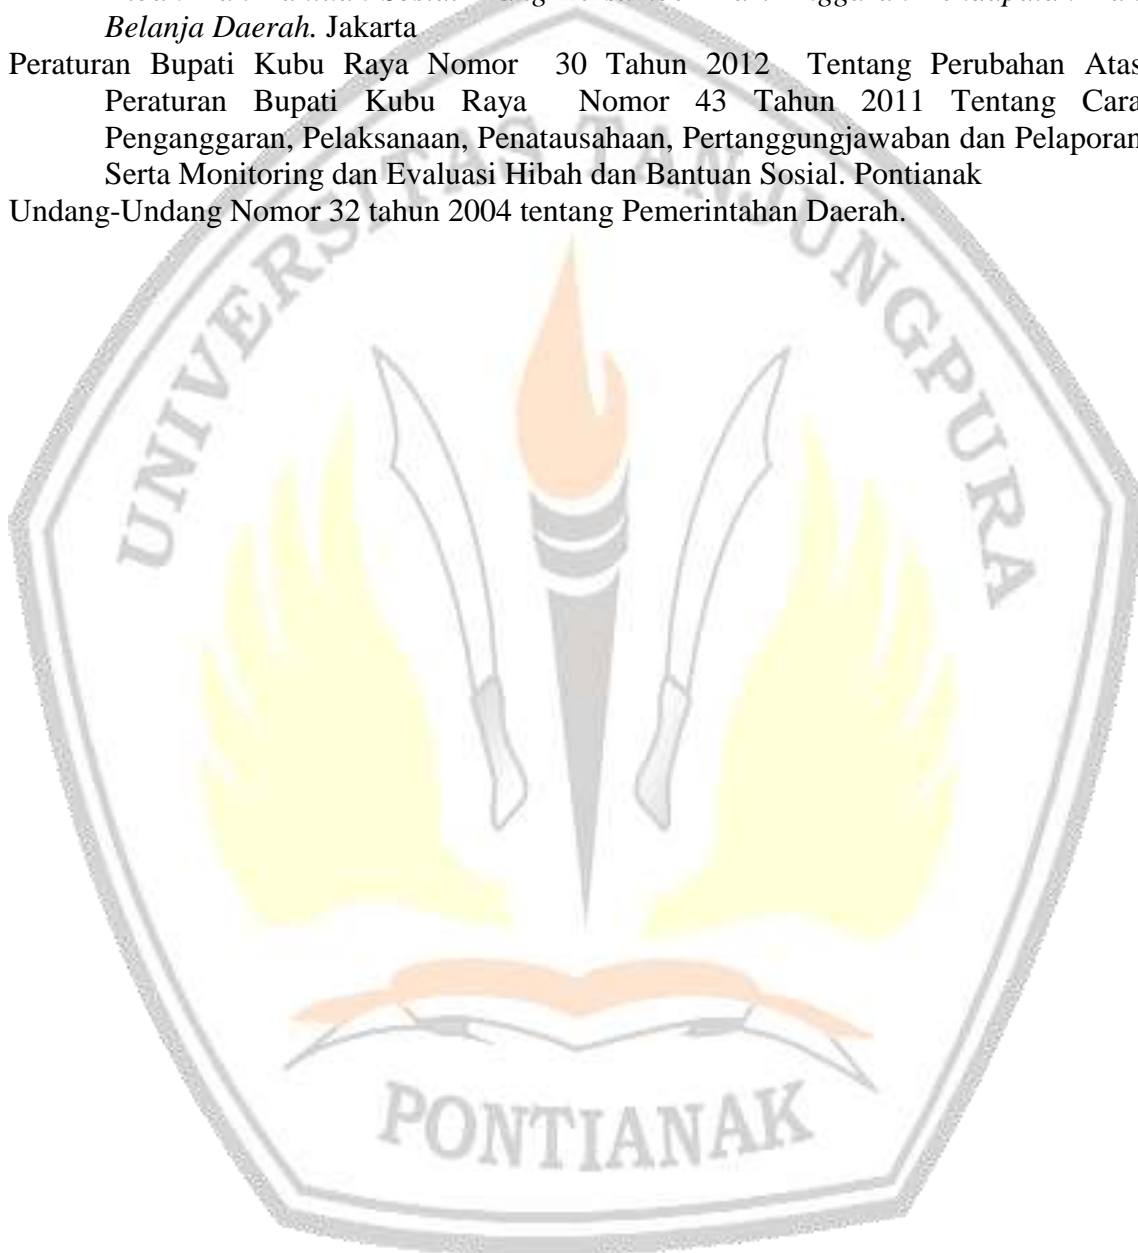 Belanja Daerah. Jakarta
Peraturan Bupati Kubu Raya Nomor 30 Tahun 2012 Tentang Perubahan Atas
Peraturan Bupati Kubu Raya Nomor 43 Tahun 2011 Tentang Cara
Penganggaran, Pelaksanaan, Penatausahaan, Pertanggungjawaban dan Pelaporan
Serta Monitoring dan Evaluasi Hibah dan Bantuan Sosial. Pontianak
Undang-Undang Nomor 32 tahun 2004 tentang Pemerintahan Daerah.
UNIVERSITAS TANJUNGPURA
PONTIANAK